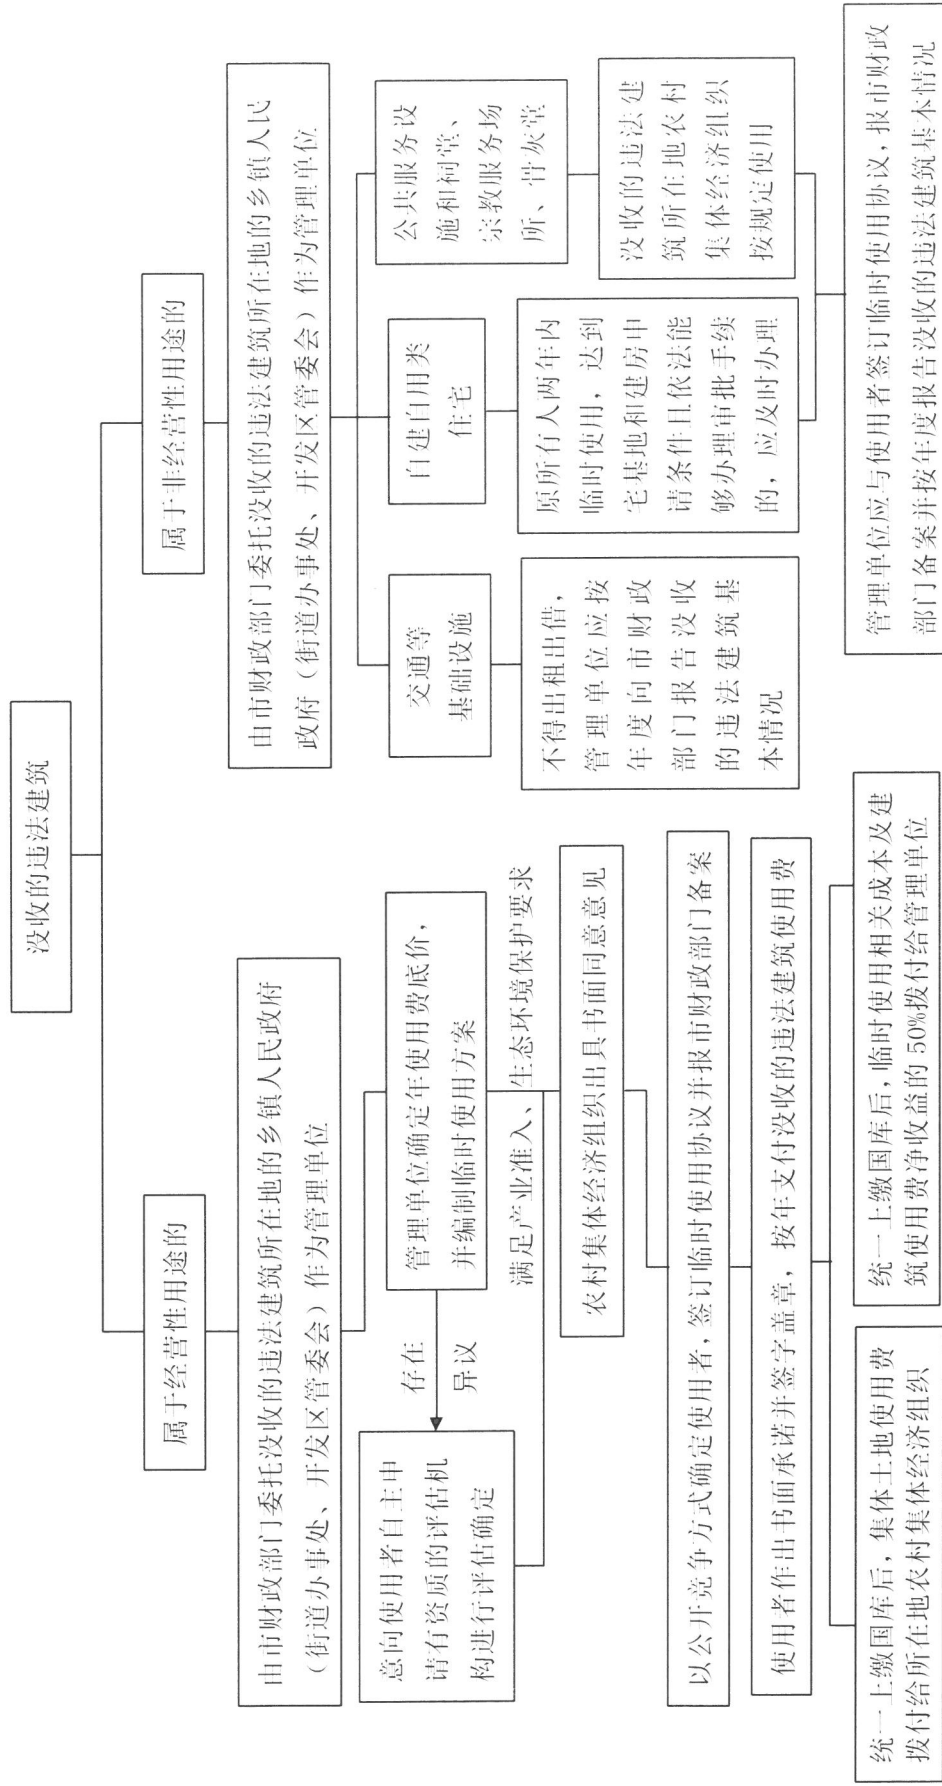 没收的违法建筑
属于经营性用途的
由市财政部门委托没收的违法建筑所在地的乡镇人民政府
（街道办事处、开发区管委会）作为管理单位
管理单位确定年使用费底价，
并编制临时使用方案
存在
异议
意向使用者自主申
请有资质的评估机
构进行评估确定
满足产业准入、生态环境保护要求
农村集体经济组织出具书面同意意见
以公开竞争方式确定使用者，签订临时使用协议并报市财政部门备案
使用者作出书面承诺并签字盖章，按年支付没收的违法建筑使用费
统一上缴国库后，集体土地使用费
拨付给所在地农村集体经济组织
统一上缴国库后，临时使用相关成本及建
筑使用费净收益的50%拨付给管理单位
属于非经营性用途的
由市财政部门委托没收的违法建筑所在地的乡镇人民
政府（街道办事处、开发区管委会）作为管理单位
交通等
基础设施
不得出租出借，
管理单位应按
年度向市财政
部门报告没收
的违法建筑基
本情况
自建自用类
住宅
原所有人两年内
临时使用，达到
宅基地和建房申
请条件且依法能
够办理审批手续
的，应及时办理
公共服务设
施和祠堂、
宗教服务场
所、骨灰堂
没收的违法建
筑所在地农村
集体经济组织
按规定使用
管理单位应与使用者签订临时使用协议，报市财政
部门备案并按年度报告没收的违法建筑基本情况